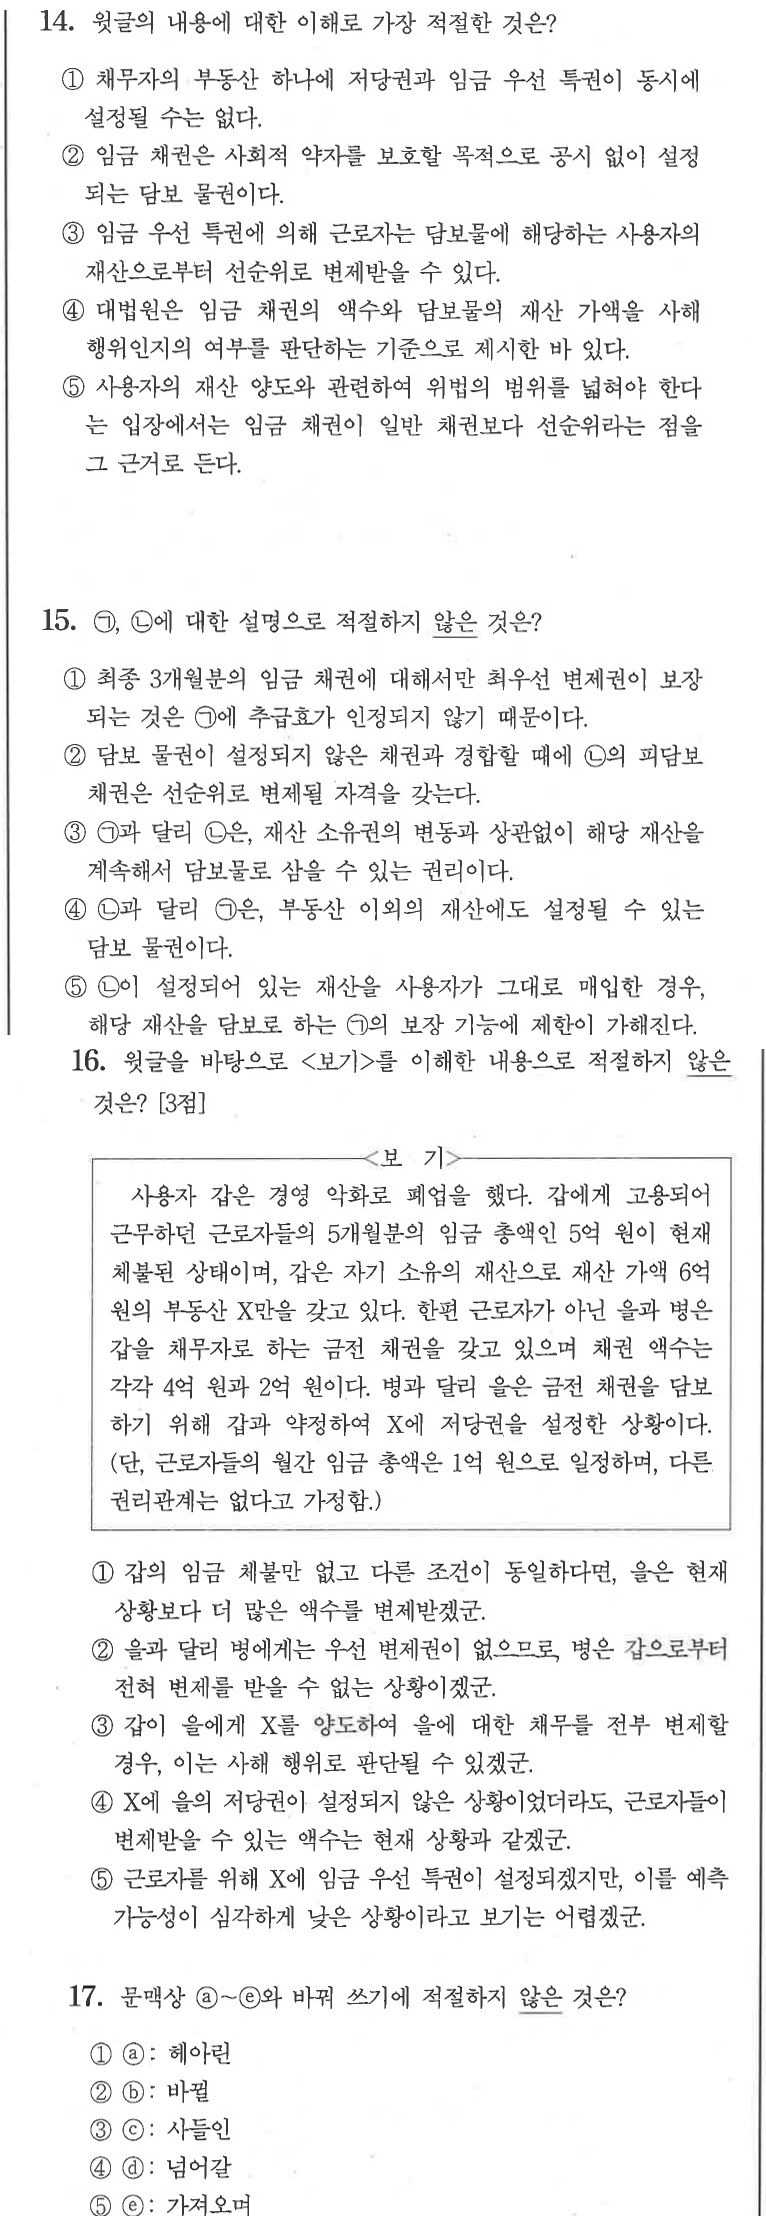 14. 윗글의 내용에 대한 이해로 가장 적절한 것은?
① 채무자의 부동산 하나에 저당권과 임금 우선 특권이 동시에
설정될 수는 없다.
② 임금 채권은 사회적 약자를 보호할 목적으로 공시 없이 설정
되는 담보 물권이다.
③ 임금 우선 특권에 의해 근로자는 담보물에 해당하는 사용자의
재산으로부터 선순위로 변제받을 수 있다.
④ 대법원은 임금 채권의 액수와 담보물의 재산 가액을 사해
행위인지의 여부를 판단하는 기준으로 제시한 바 있다.
⑤ 사용자의 재산 양도와 관련하여 위법의 범위를 넓혀야 한다
는 입장에서는 임금 채권이 일반 채권보다 선순위라는 점을
그 근거로 든다.
15. ㉠, ㉡에 대한 설명으로 적절하지 않은 것은?
① 최종 3개월분의 임금 채권에 대해서만 최우선 변제권이 보장
되는 것은 ㉠에 추급효가 인정되지 않기 때문이다.
② 담보 물권이 설정되지 않은 채권과 경합할 때에 ㉡의 피담보
채권은 선순위로 변제될 자격을 갖는다.
③ ㉠과 달리 ㉡은, 재산 소유권의 변동과 상관없이 해당 재산을
계속해서 담보물로 삼을 수 있는 권리이다.
④ ㉡과 달리 ㉠은, 부동산 이외의 재산에도 설정될 수 있는
담보 물권이다.
⑤ ㉡이 설정되어 있는 재산을 사용자가 그대로 매입한 경우,
해당 재산을 담보로 하는 ㉠의 보장 기능에 제한이 가해진다.
16. 윗글을 바탕으로 <보기>를 이해한 내용으로 적절하지 않은
것은? [3점]
<보 기>
사용자 갑은 경영 악화로 폐업을 했다. 갑에게 고용되어
근무하던 근로자들의 5개월분의 임금 총액인 5억 원이 현재
체불된 상태이며, 갑은 자기 소유의 재산으로 재산 가액 6억
원의 부동산 X만을 갖고 있다. 한편 근로자가 아닌 을과 병은
갑을 채무자로 하는 금전 채권을 갖고 있으며 채권 액수는
각각 4억 원과 2억 원이다. 병과 달리 을은 금전 채권을 담보
하기 위해 갑과 약정하여 X에 저당권을 설정한 상황이다.
(단, 근로자들의 월간 임금 총액은 1억 원으로 일정하며, 다른
권리관계는 없다고 가정함.)
① 갑의 임금 체불만 없고 다른 조건이 동일하다면, 을은 현재
상황보다 더 많은 액수를 변제받겠군.
② 을과 달리 병에게는 우선 변제권이 없으므로, 병은 갑으로부터
전혀 변제를 받을 수 없는 상황이겠군.
③ 갑이 을에게 X를 양도하여 을에 대한 채무를 전부 변제할
경우, 이는 사해 행위로 판단될 수 있겠군.
④ X에 을의 저당권이 설정되지 않은 상황이었더라도, 근로자들이
변제받을 수 있는 액수는 현재 상황과 같겠군.
⑤ 근로자를 위해 X에 임금 우선 특권이 설정되겠지만, 이를 예측
가능성이 심각하게 낮은 상황이라고 보기는 어렵겠군.
17. 문맥상 ⓐ~ⓔ와 바꿔 쓰기에 적절하지 않은 것은?
① ⓐ: 헤아린
② ⓑ: 바뀔
③ ⓒ: 사들인
④ ⓓ: 넘어갈
⑤ ⓔ: 가져오며